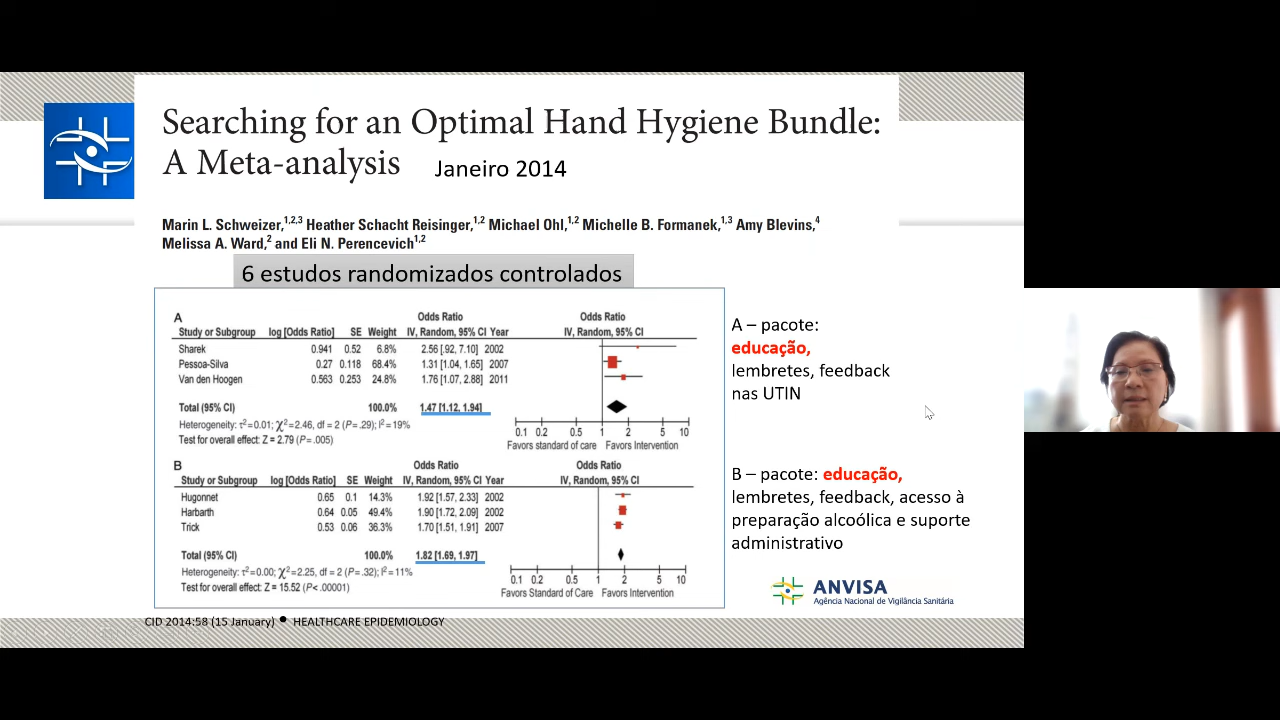 Searching for an Optimal Hand Hygiene Bundle:
A Meta-analysis
Janeiro 2014
Marin L. Schweizer,1,2,3 Heather Schacht Reisinger,1,2 Michael Ohl,1,2 Michelle B. Formanek,1,3 Amy Blevins,4
Melissa A. Ward,2 and Eli N. Perencevich1,2
6 estudos randomizados controlados
A
Odds Ratio
Odds Ratio
Study or Subgroup log [Odds Ratio] SE Weight IV, Random, 95% CI Year IV, Random, 95% CI
Sharek 0.941 0.52 6.8% 2.56 [.92, 7.10] 2002
Pessoa-Silva 0.27 0.118 68.4% 1.31 [1.04, 1.65] 2007
Van den Hoogen 0.563 0.253 24.8% 1.76 [1.07, 2.88] 2011
Total (95% CI) 100.0% 1.47 [1.12, 1.94]
Heterogeneity: τ²=0.01; χ²=2.46, df = 2 (P=.29); I²=19%
Test for overall effect: Z = 2.79 (P=.005)
0.1 0.2 0.5 1 2 5 10
Favors standard of care Favors Intervention
B
Odds Ratio
Odds Ratio
Study or Subgroup log [Odds Ratio] SE Weight IV, Random, 95% CI Year IV, Random, 95% CI
Hugonnet 0.65 0.1 14.3% 1.92 [1.57, 2.33] 2002
Harbarth 0.64 0.05 49.4% 1.90 [1.72, 2.09] 2002
Trick 0.53 0.06 36.3% 1.70 [1.51, 1.91] 2007
Total (95% CI) 100.0% 1.82 [1.69, 1.97]
Heterogeneity: τ²=0.00; χ²=2.25, df = 2 (P=.32); I²=11%
Test for overall effect: Z = 15.52 (P<.00001)
0.1 0.2 0.5 1 2 5 10
Favors Standard of Care Favors Intervention
A – pacote:
educação,
lembretes, feedback
nas UTIN
B – pacote: educação,
lembretes, feedback, acesso à
preparação alcoólica e suporte
administrativo
ANVISA
Agência Nacional de Vigilância Sanitária
CID 2014:58 (15 January) • HEALTHCARE EPIDEMIOLOGY